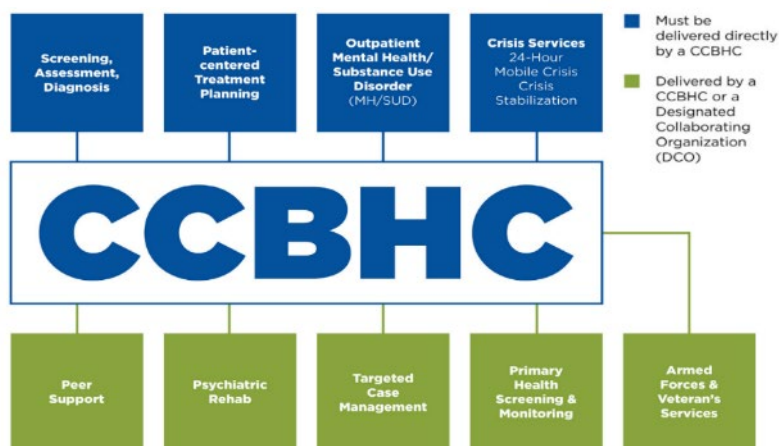 Screening,
Assessment,
Diagnosis
Patient-
centered
Treatment
Planning
Outpatient
Mental Health/
Substance Use
Disorder
(MH/SUD)
Crisis Services
24-Hour
Mobile Crisis
Crisis
Stabilization
Must be
delivered directly
by a CCBHC
Delivered by a
CCBHC or a
Designated
Collaborating
Organization
(DCO)
CCBHC
Peer
Support
Psychiatric
Rehab
Targeted
Case
Management
Primary
Health
Screening &
Monitoring
Armed
Forces &
Veteran's
Services